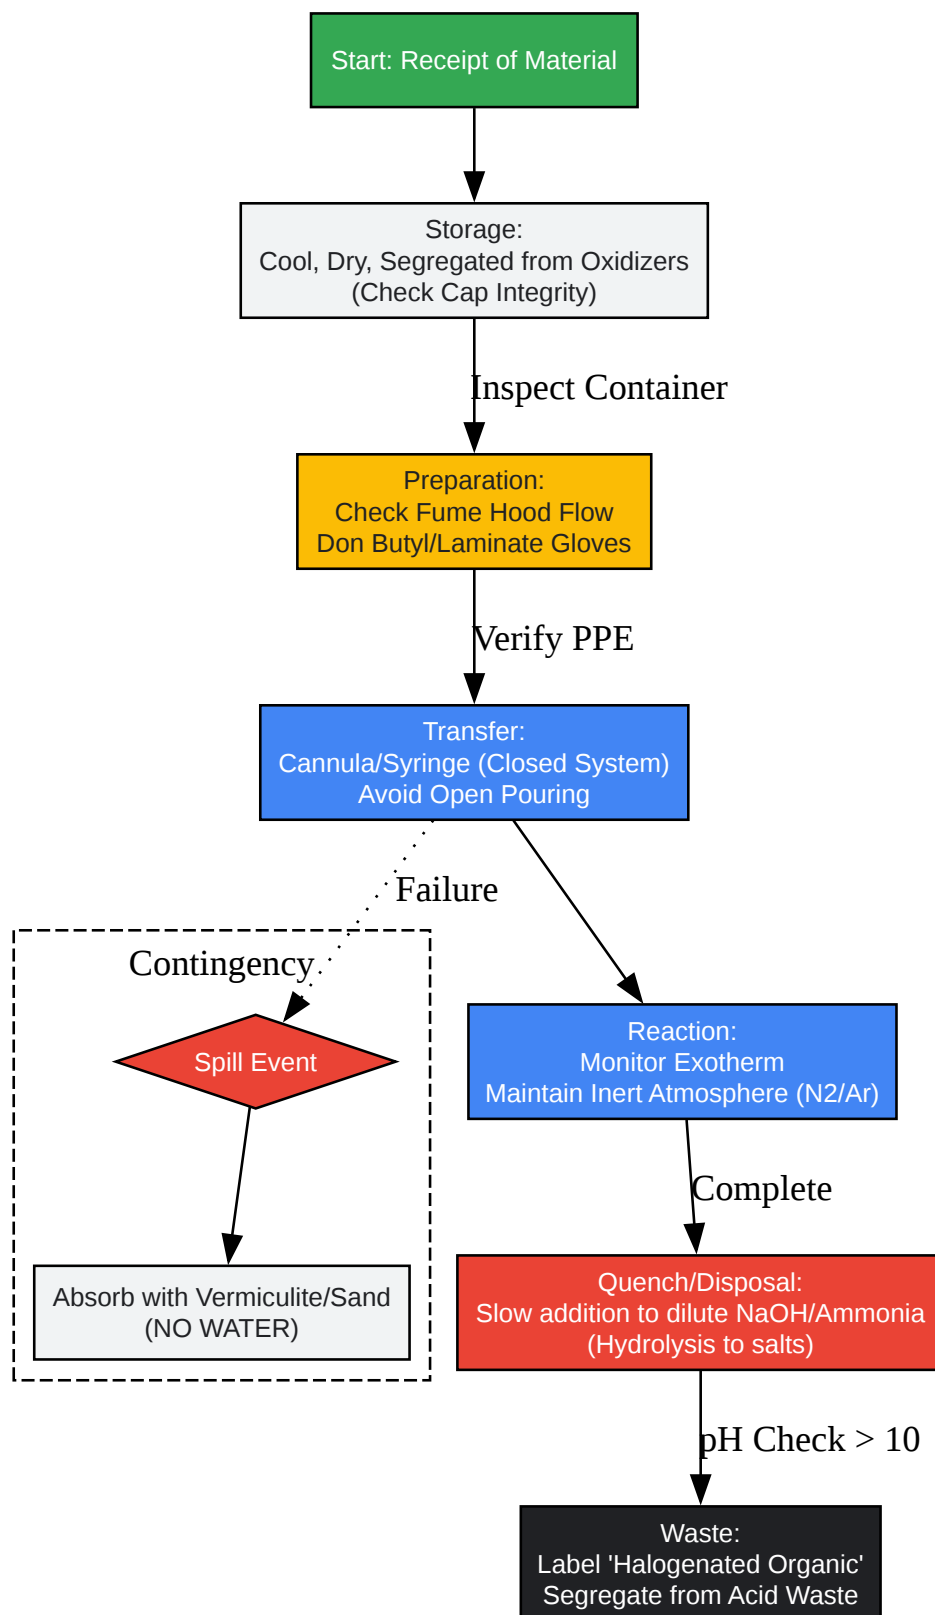 Start: Receipt of Material
Storage:
Cool, Dry, Segregated from Oxidizers
(Check Cap Integrity)
Inspect Container
Preparation:
Check Fume Hood Flow
Don Butyl/Laminate Gloves
Verify PPE
Transfer:
Cannula/Syringe (Closed System)
Avoid Open Pouring
Failure
Contingency
Spill Event
Absorb with Vermiculite/Sand
(NO WATER)
Reaction:
Monitor Exotherm
Maintain Inert Atmosphere (N2/Ar)
Complete
Quench/Disposal:
Slow addition to dilute NaOH/Ammonia
(Hydrolysis to salts)
pH Check > 10
Waste:
Label 'Halogenated Organic'
Segregate from Acid Waste